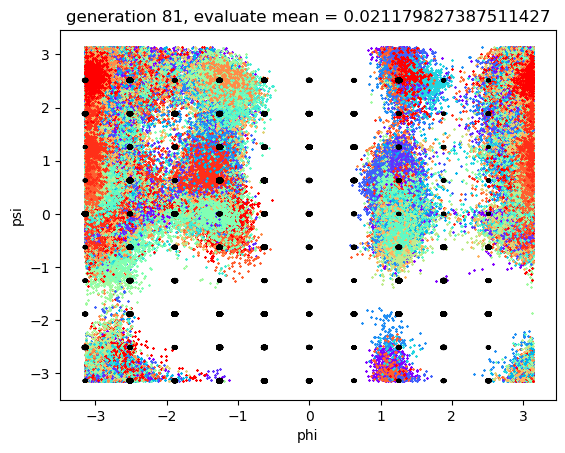 generation 81, evaluate mean = 0.021179827387511427
3
2
1
0
−1
−2
−3
psi
−3 −2 −1 0 1 2 3
phi